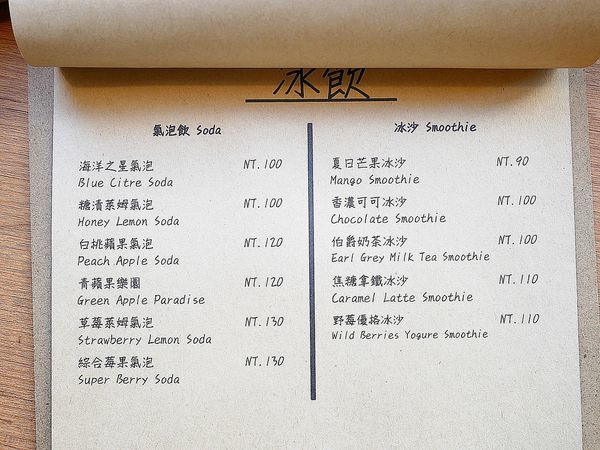 冰飲
氣泡飲 Soda
海洋之星氣泡 NT.100
Blue Citre Soda
糖漬萊姆氣泡 NT.100
Honey Lemon Soda
白桃蘋果氣泡 NT.120
Peach Apple Soda
青蘋果樂園 NT.120
Green Apple Paradise
草莓萊姆氣泡 NT.130
Strawberry Lemon Soda
綜合莓果氣泡 NT.130
Super Berry Soda
冰沙 Smoothie
夏日芒果冰沙 NT.90
Mango Smoothie
香濃可可冰沙 NT.100
Chocolate Smoothie
伯爵奶茶冰沙 NT.100
Earl Grey Milk Tea Smoothie
焦糖拿鐵冰沙 NT.110
Caramel Latte Smoothie
野莓優格冰沙 NT.110
Wild Berries Yogure Smoothie